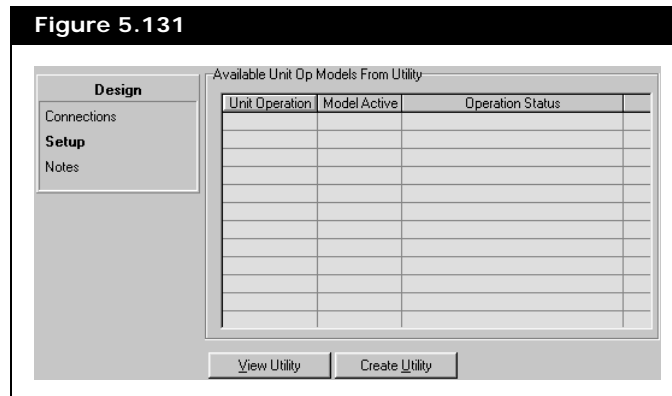 Figure 5.131
Available Unit Op Models From Utility
Design
Connections
Setup
Notes
Unit Operation Model Active Operation Status
View Utility Create Utility